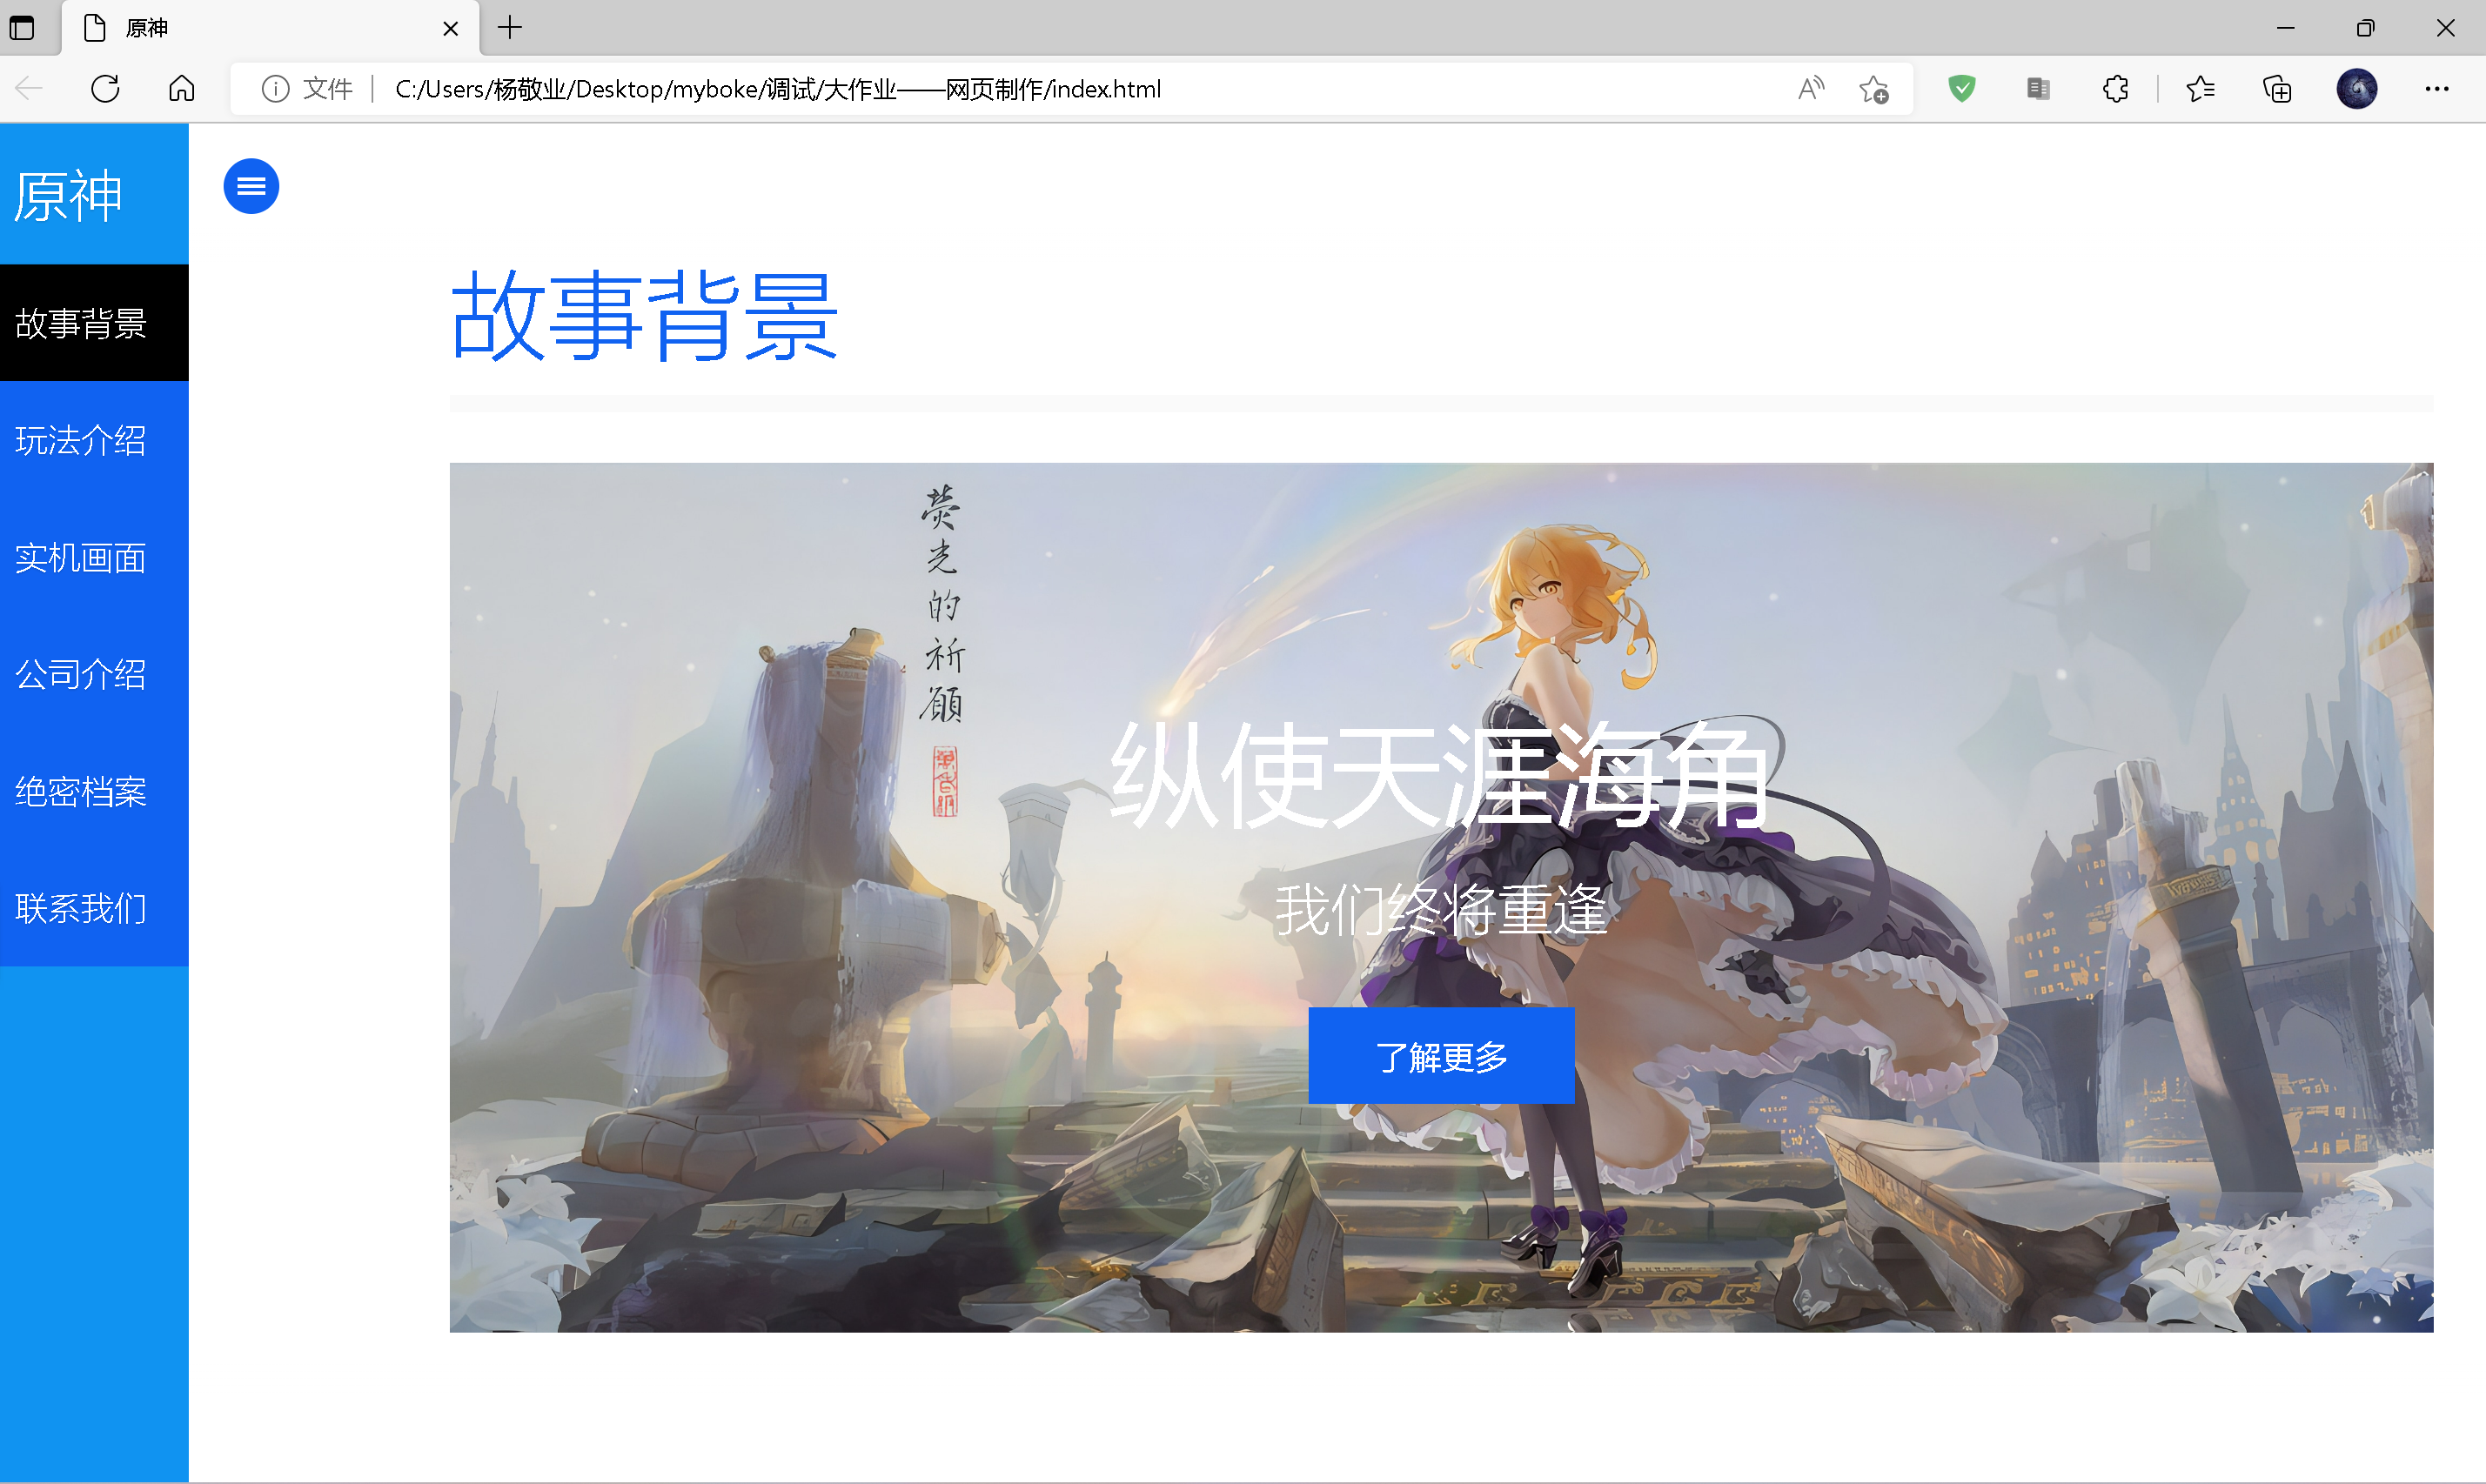 原神
文件
C:/Users/杨敬业/Desktop/myboke/调试/大作业——网页制作/index.html
原神
故事背景
玩法介绍
实机画面
公司介绍
绝密档案
联系我们
故事背景
荧光的祈願
纵使天涯海角
我们终将重逢
了解更多